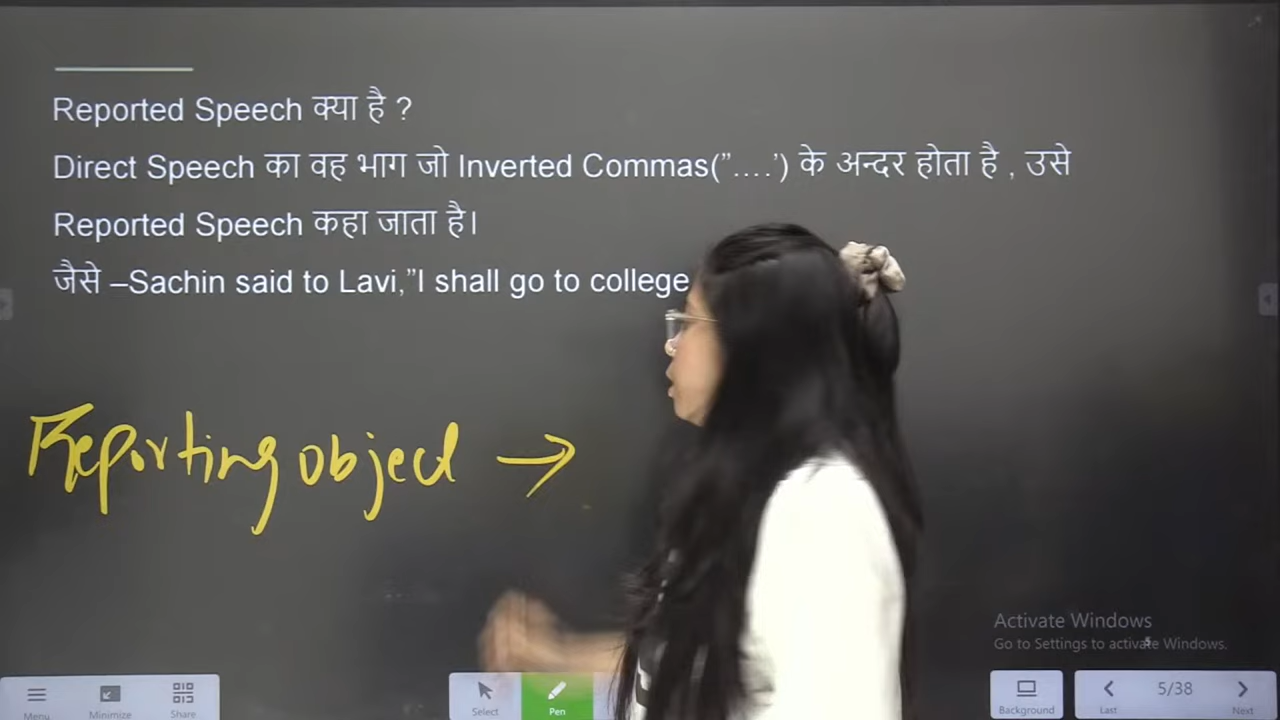 Reported Speech क्या है ?
Direct Speech का वह भाग जो Inverted Commas(”....’) के अन्दर होता है , उसे
Reported Speech कहा जाता है।
जैसे –Sachin said to Lavi,”I shall go to college
Reporting object →
Activate Windows
Go to Settings to activate Windows.
Menu
Minimize
Share
Select
Pen
Background
Last
5/38
Next